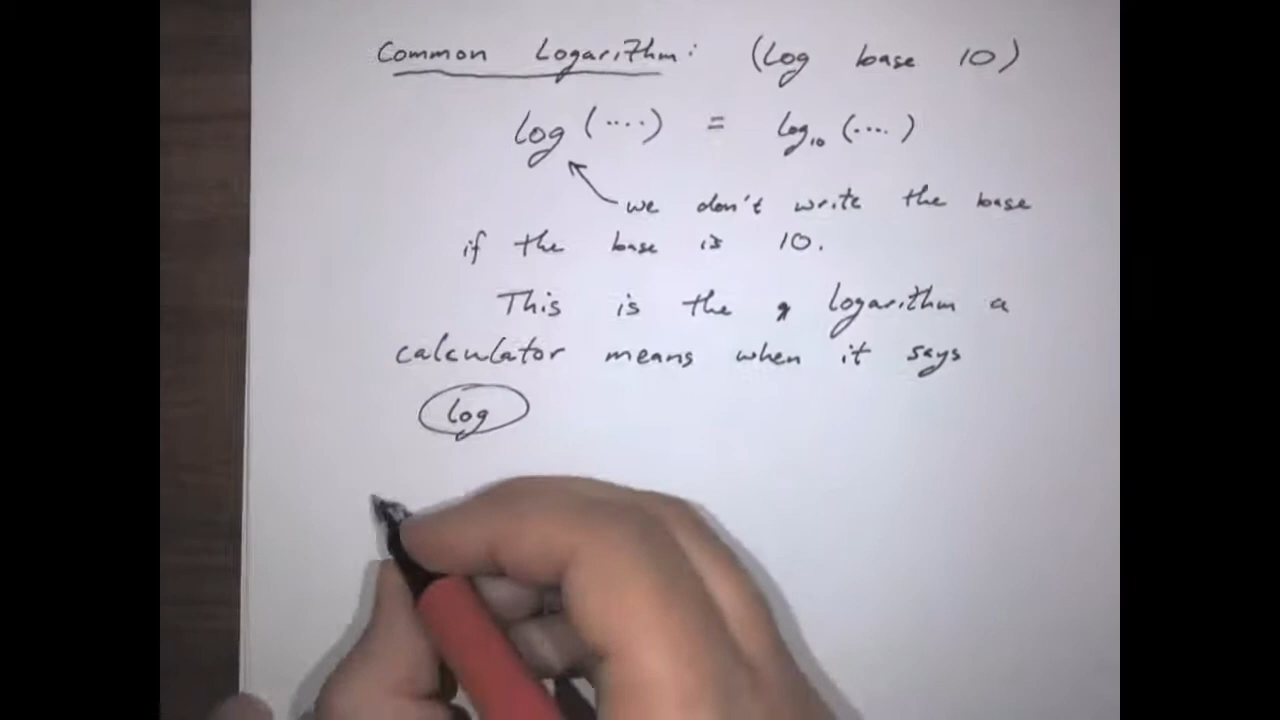 Common Logarithm: (Log base 10)
log (....) = log₁₀ (....)
we don't write the base
if the base is 10.
This is the logarithm a
calculator means when it says
log